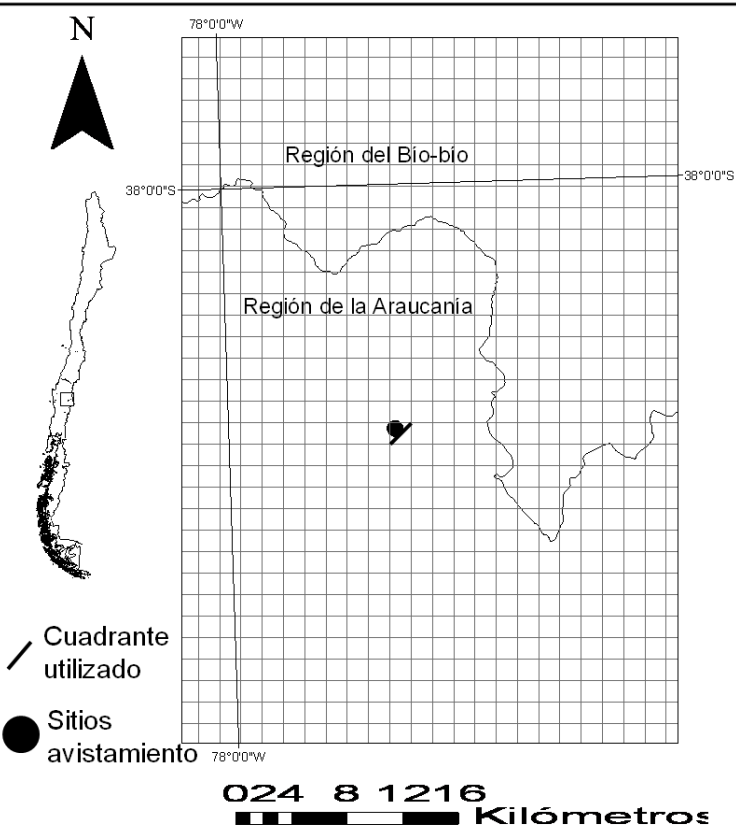 N
78°0'0"W
Región del Bío-bío
38°0'0"S
38°0'0"S
Región de la Araucanía
Cuadrante
utilizado
Sitios
avistamiento
78°0'0"W
024 8 1216
Kilómetros